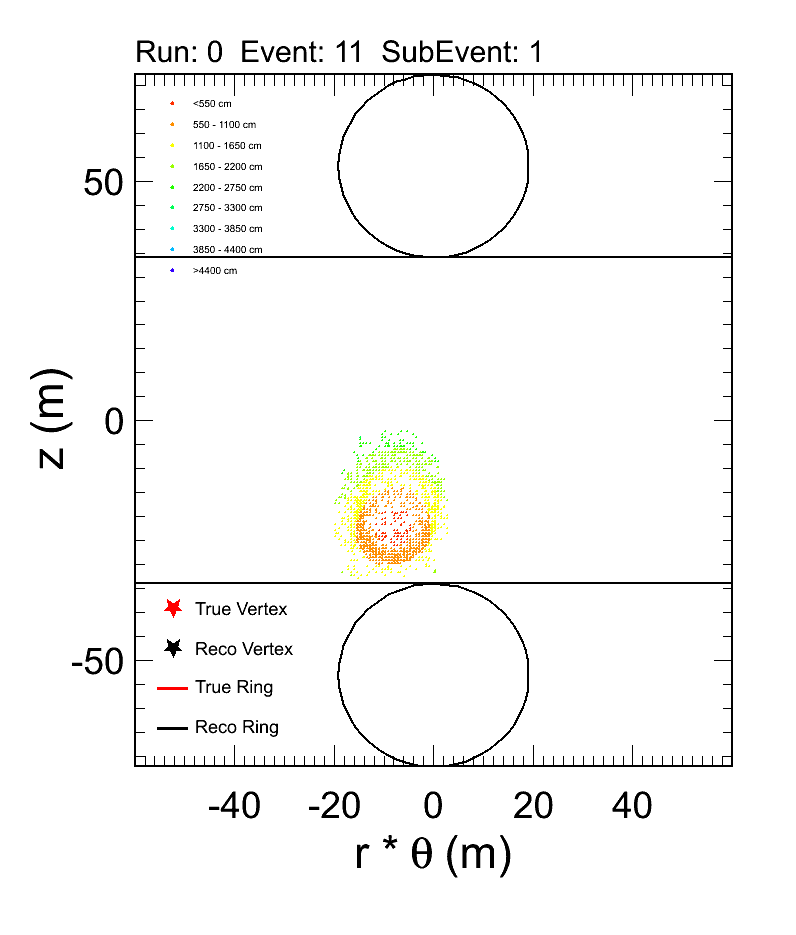 Run: 0 Event: 11 SubEvent: 1
<550 cm
550 - 1100 cm
1100 - 1650 cm
1650 - 2200 cm
2200 - 2750 cm
2750 - 3300 cm
3300 - 3850 cm
3850 - 4400 cm
>4400 cm
50
0
-50
z (m)
True Vertex
Reco Vertex
True Ring
Reco Ring
-40 -20 0 20 40
r * θ (m)